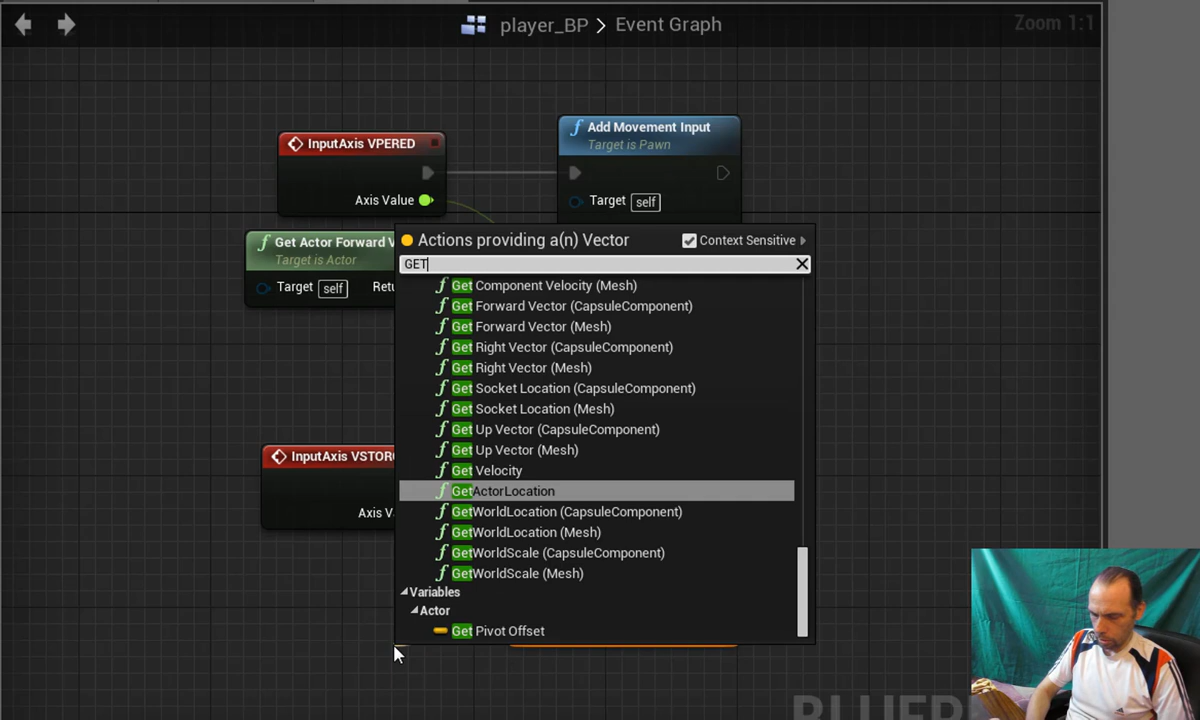 player_BP > Event Graph
Zoom 1:1
InputAxis VPERED
Axis Value
Add Movement Input
Target is Pawn
Target self
Get Actor Forward V
Target is Actor
Target self Retu
Actions providing a(n) Vector
Context Sensitive
GET
Get Component Velocity (Mesh)
Get Forward Vector (CapsuleComponent)
Get Forward Vector (Mesh)
Get Right Vector (CapsuleComponent)
Get Right Vector (Mesh)
Get Socket Location (CapsuleComponent)
Get Socket Location (Mesh)
Get Up Vector (CapsuleComponent)
Get Up Vector (Mesh)
Get Velocity
GetActorLocation
GetWorldLocation (CapsuleComponent)
GetWorldLocation (Mesh)
GetWorldScale (CapsuleComponent)
GetWorldScale (Mesh)
Variables
Actor
Get Pivot Offset
InputAxis VSTOR
Axis V